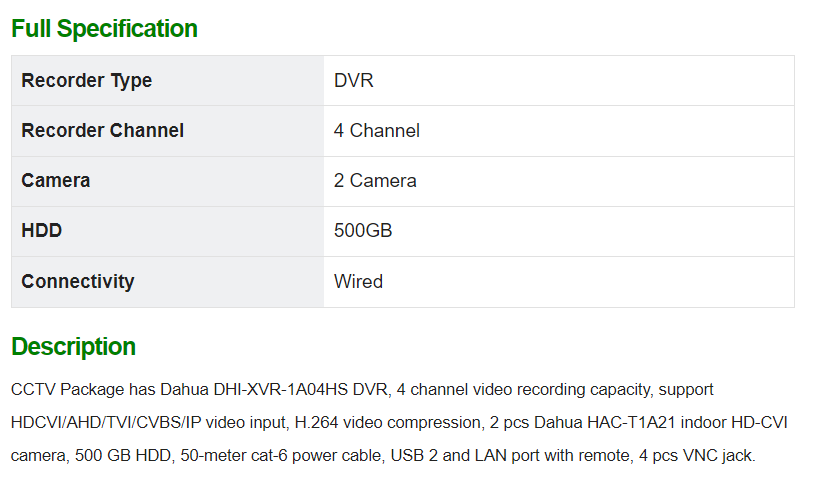 Full Specification
Recorder Type DVR
Recorder Channel 4 Channel
Camera 2 Camera
HDD 500GB
Connectivity Wired
Description
CCTV Package has Dahua DHI-XVR-1A04HS DVR, 4 channel video recording capacity, support
HDCVI/AHD/TVI/CVBS/IP video input, H.264 video compression, 2 pcs Dahua HAC-T1A21 indoor HD-CVI
camera, 500 GB HDD, 50-meter cat-6 power cable, USB 2 and LAN port with remote, 4 pcs VNC jack.